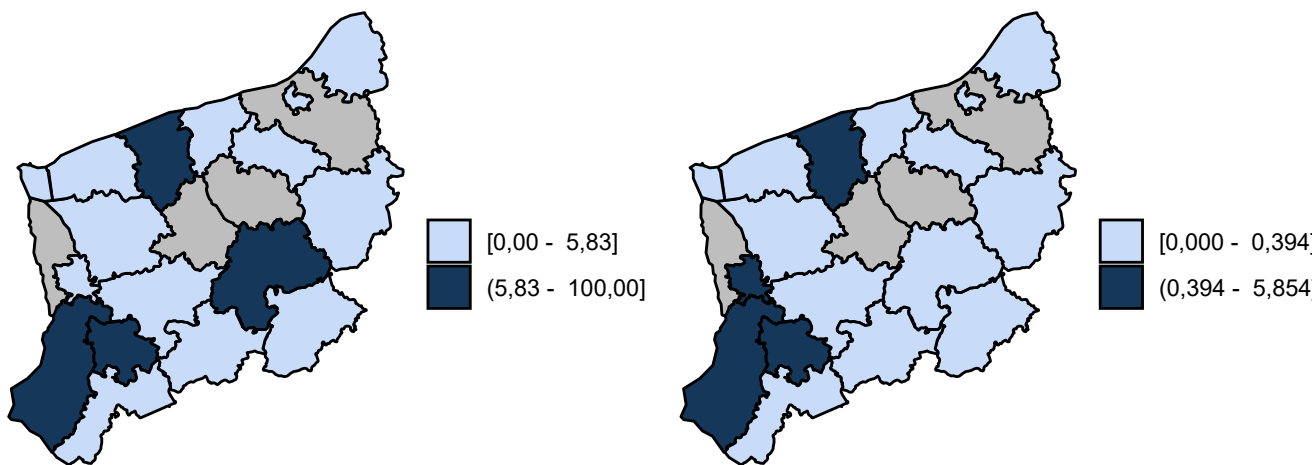 [0,00 - 5,83]
(5,83 - 100,00]
[0,000 - 0,394]
(0,394 - 5,854]